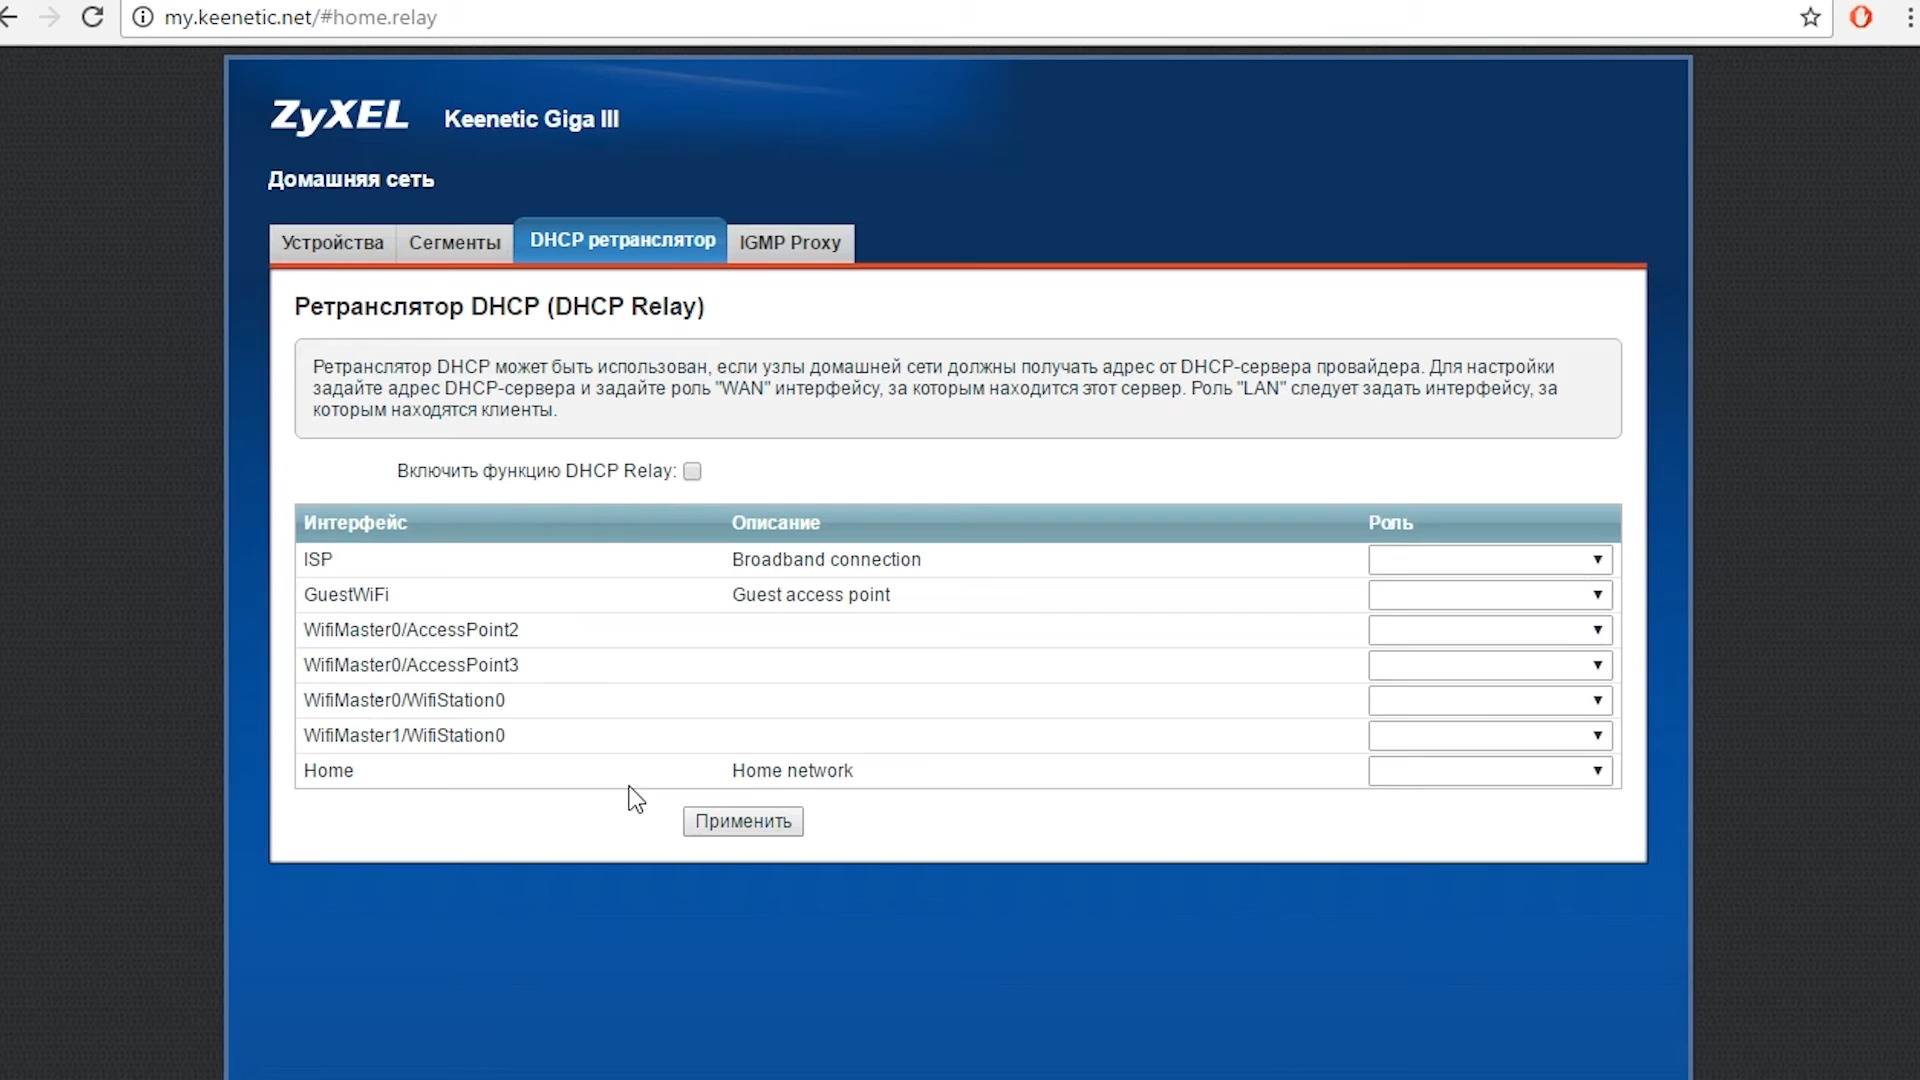 my.keenetic.net/#home.relay
ZyXEL Keenetic Giga III
Домашняя сеть
Устройства Сегменты DHCP ретранслятор IGMP Proxy
Ретранслятор DHCP (DHCP Relay)
Ретранслятор DHCP может быть использован, если узлы домашней сети должны получать адрес от DHCP-сервера провайдера. Для настройки
задайте адрес DHCP-сервера и задайте роль "WAN" интерфейсу, за которым находится этот сервер. Роль "LAN" следует задать интерфейсу, за
которым находятся клиенты.
Включить функцию DHCP Relay:
Интерфейс Описание Роль
ISP Broadband connection
GuestWiFi Guest access point
WifiMaster0/AccessPoint2
WifiMaster0/AccessPoint3
WifiMaster0/WifiStation0
WifiMaster1/WifiStation0
Home Home network
Применить